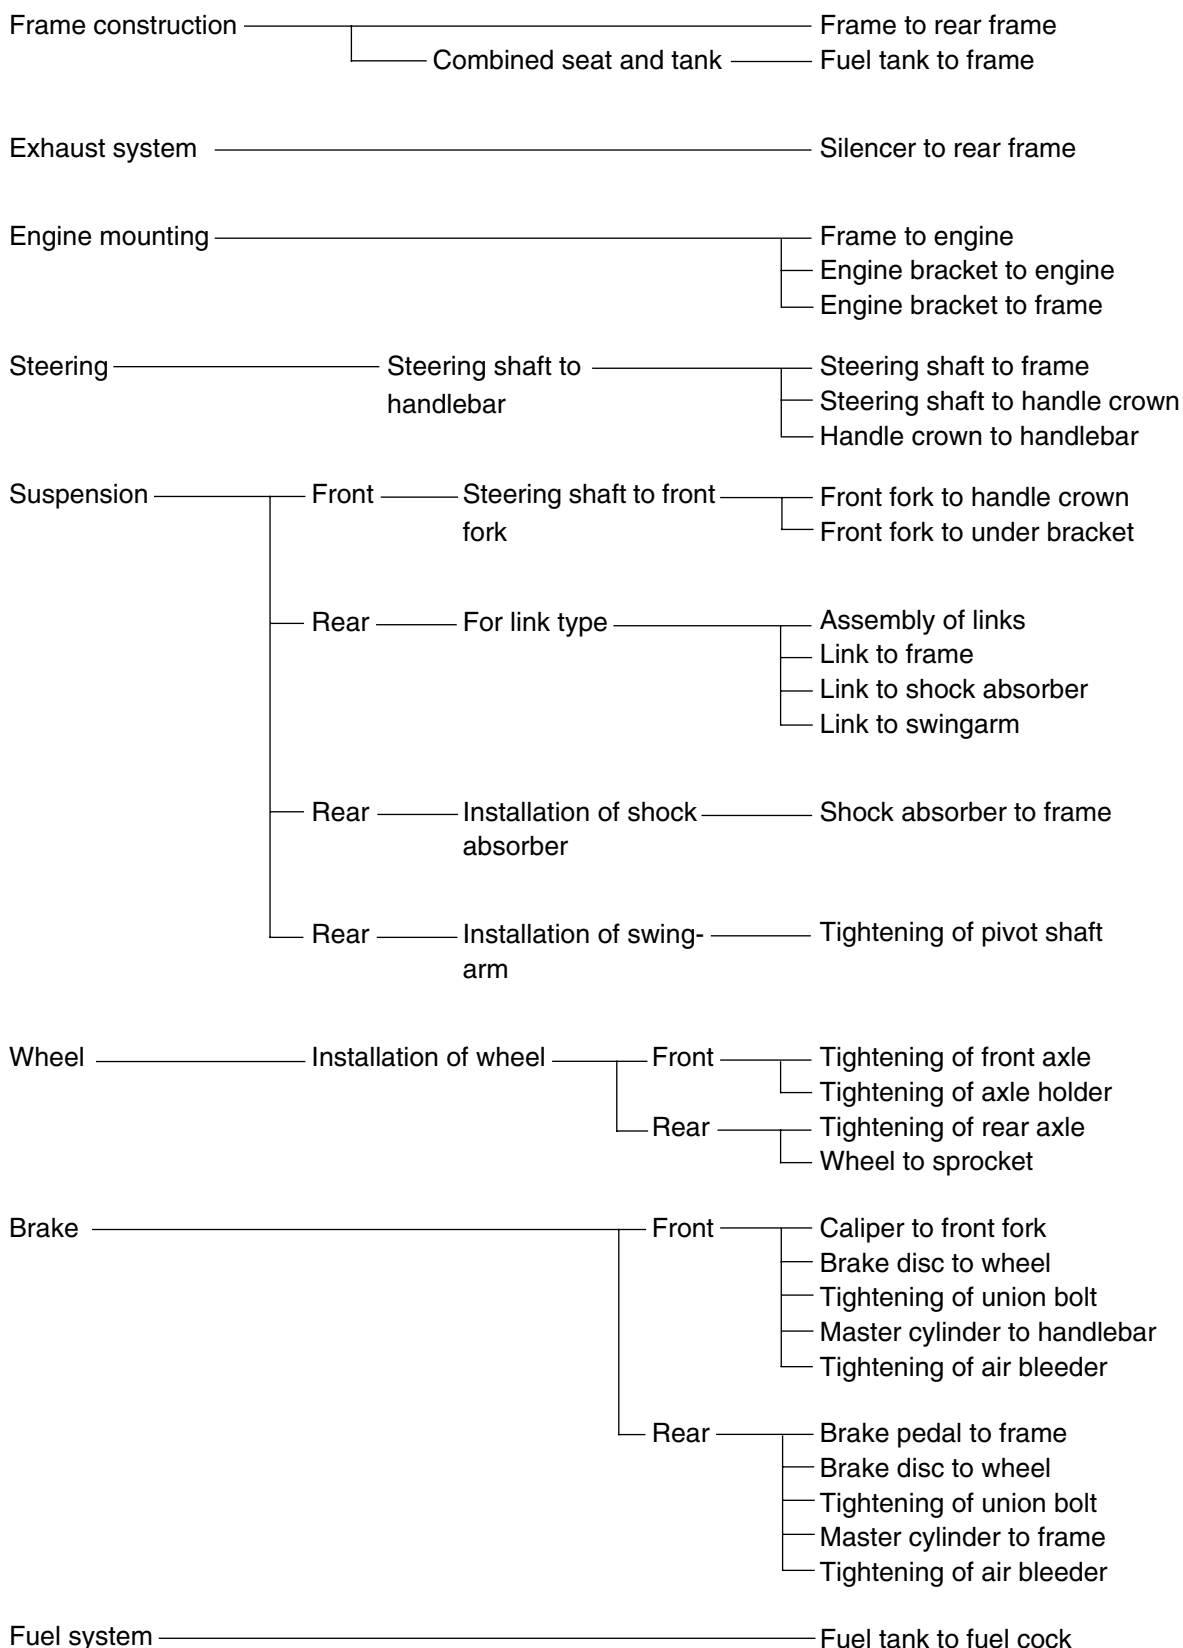 Frame construction Frame to rear frame
Combined seat and tank Fuel tank to frame
Exhaust system Silencer to rear frame
Engine mounting Frame to engine
Engine bracket to engine
Engine bracket to frame
Steering Steering shaft to Steering shaft to frame
handlebar Steering shaft to handle crown
Handle crown to handlebar
Suspension Front Steering shaft to front Front fork to handle crown
fork Front fork to under bracket
Rear For link type Assembly of links
Link to frame
Link to shock absorber
Link to swingarm
Rear Installation of shock Shock absorber to frame
absorber
Rear Installation of swing- Tightening of pivot shaft
arm
Wheel Installation of wheel Front Tightening of front axle
Tightening of axle holder
Rear Tightening of rear axle
Wheel to sprocket
Brake Front Caliper to front fork
Brake disc to wheel
Tightening of union bolt
Master cylinder to handlebar
Tightening of air bleeder
Rear Brake pedal to frame
Brake disc to wheel
Tightening of union bolt
Master cylinder to frame
Tightening of air bleeder
Fuel system Fuel tank to fuel cock